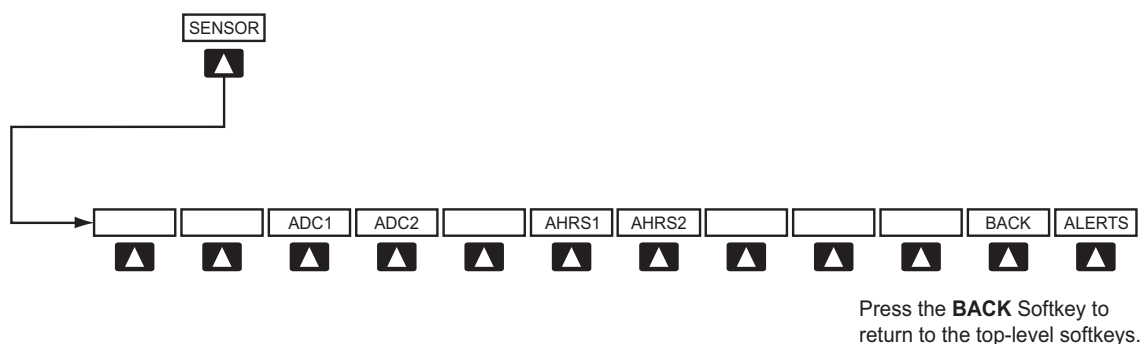 SENSOR
ADC1 ADC2 AHRS1 AHRS2 BACK ALERTS
Press the BACK Softkey to
return to the top-level softkeys.